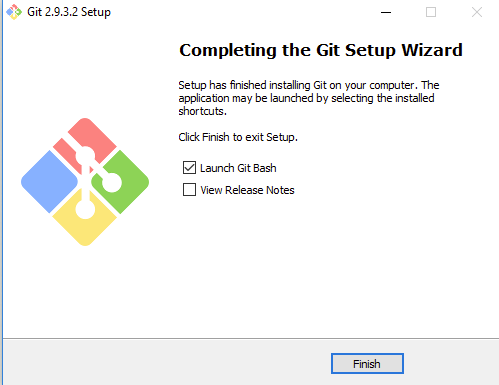 Git 2.9.3.2 Setup
Completing the Git Setup Wizard
Setup has finished installing Git on your computer. The
application may be launched by selecting the installed
shortcuts.
Click Finish to exit Setup.
Launch Git Bash
View Release Notes
Finish